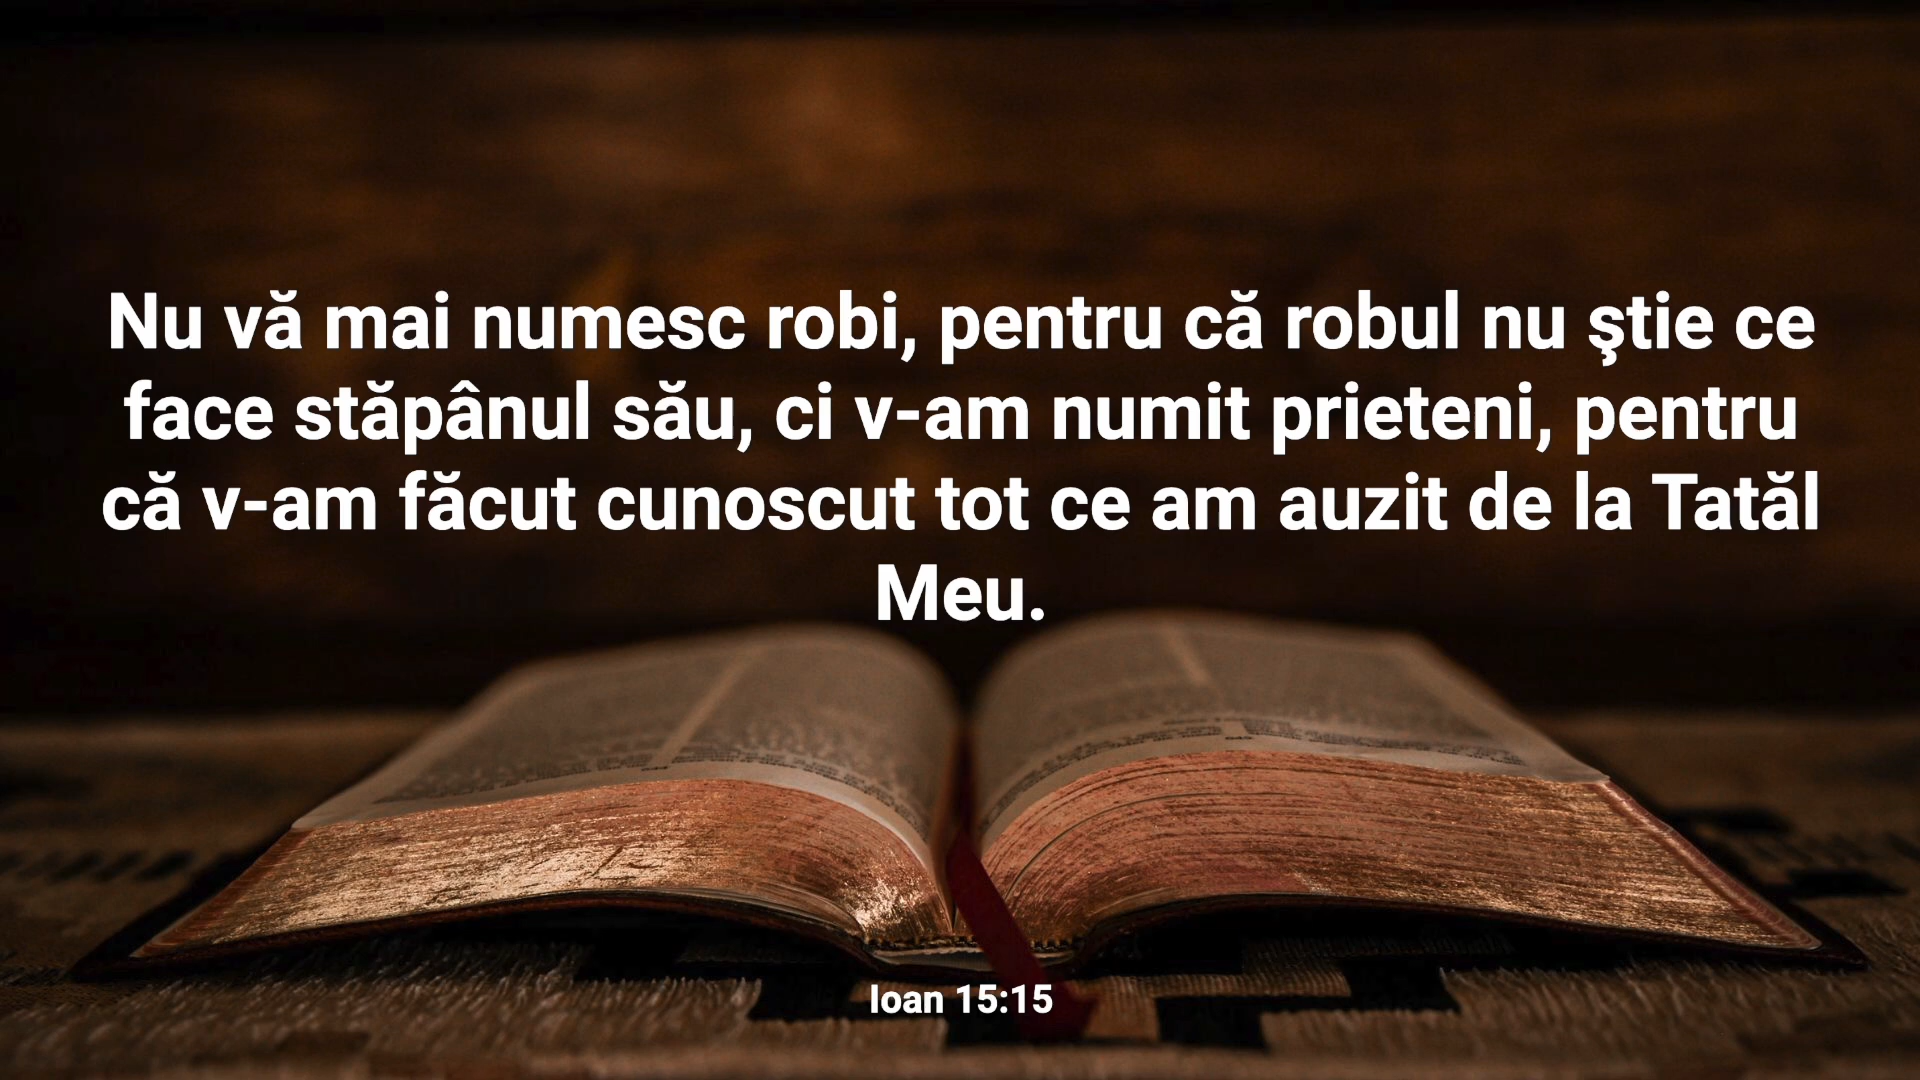 Nu vă mai numesc robi, pentru că robul nu ştie ce
face stăpânul său, ci v-am numit prieteni, pentru
că v-am făcut cunoscut tot ce am auzit de la Tatăl
Meu.
Ioan 15:15